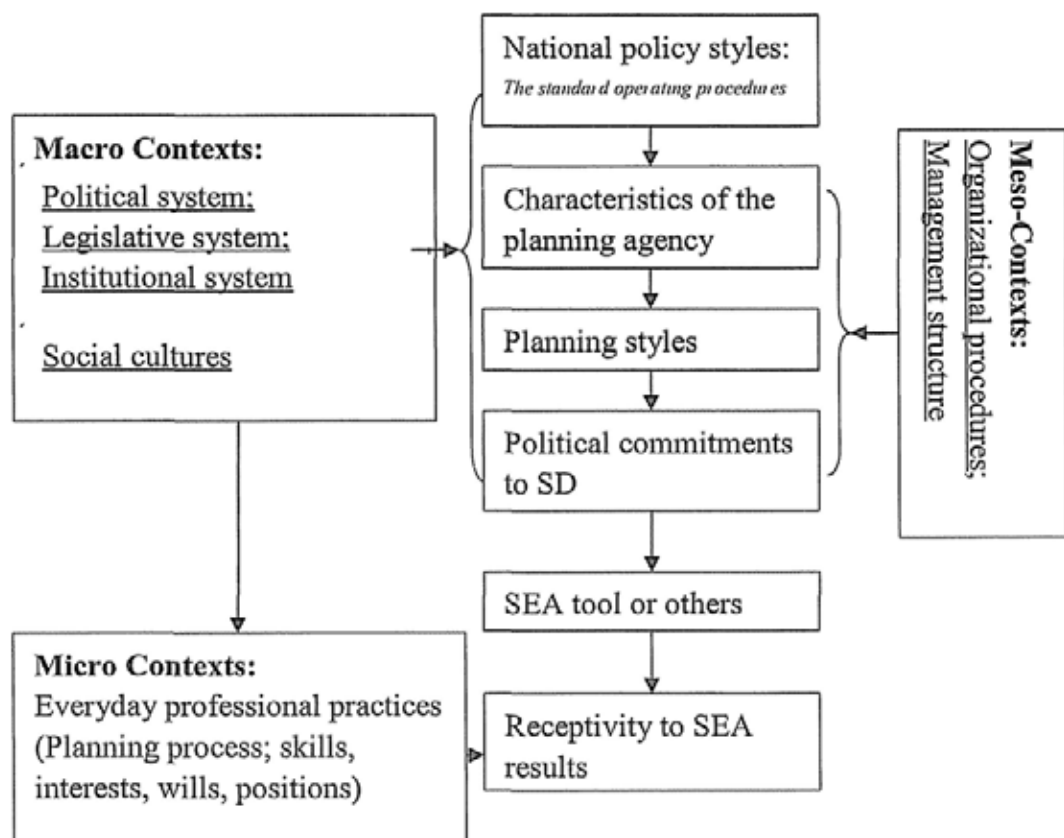 National policy styles:
The standard operating procedures
Macro Contexts:
Political system;
Legislative system;
Institutional system
Social cultures
Characteristics of the
planning agency
Planning styles
Political commitments
to SD
Meso-Contexts:
Organizational procedures;
Management structure
SEA tool or others
Micro Contexts:
Everyday professional practices
(Planning process; skills,
interests, wills, positions)
Receptivity to SEA
results